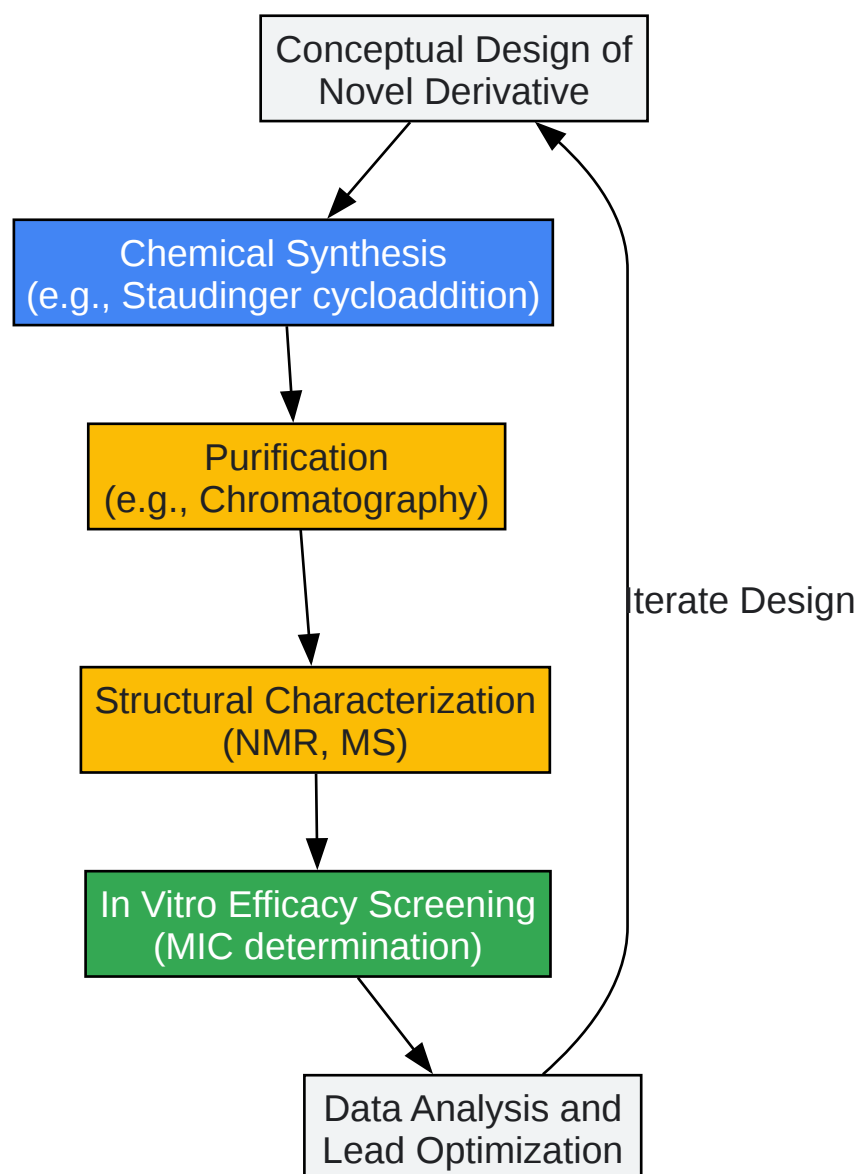 Conceptual Design of
Novel Derivative
Chemical Synthesis
(e.g., Staudinger cycloaddition)
Purification
(e.g., Chromatography)
Iterate Design
Structural Characterization
(NMR, MS)
In Vitro Efficacy Screening
(MIC determination)
Data Analysis and
Lead Optimization